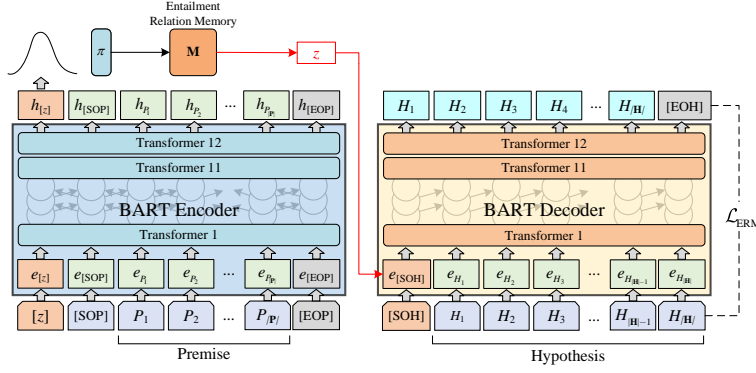 Entailment
Relation Memory
π M z
h[z] h[SOP] hP1 hP2 ... hP|P| h[EOP]
H1 H2 H3 H4 ... H/H/ [EOH]
Transformer 12
Transformer 11
BART Encoder
Transformer 1
Transformer 12
Transformer 11
BART Decoder
Transformer 1
ℒERM
e[z] e[SOP] eP1 eP2 ... eP|P| e[EOP]
e[SOH] eH1 eH2 eH3 ... eH|H|−1 eH|H|
[z] [SOP] P1 P2 ... P/P/ [EOP]
[SOH] H1 H2 H3 ... H|H|−1 H/H/
Premise
Hypothesis